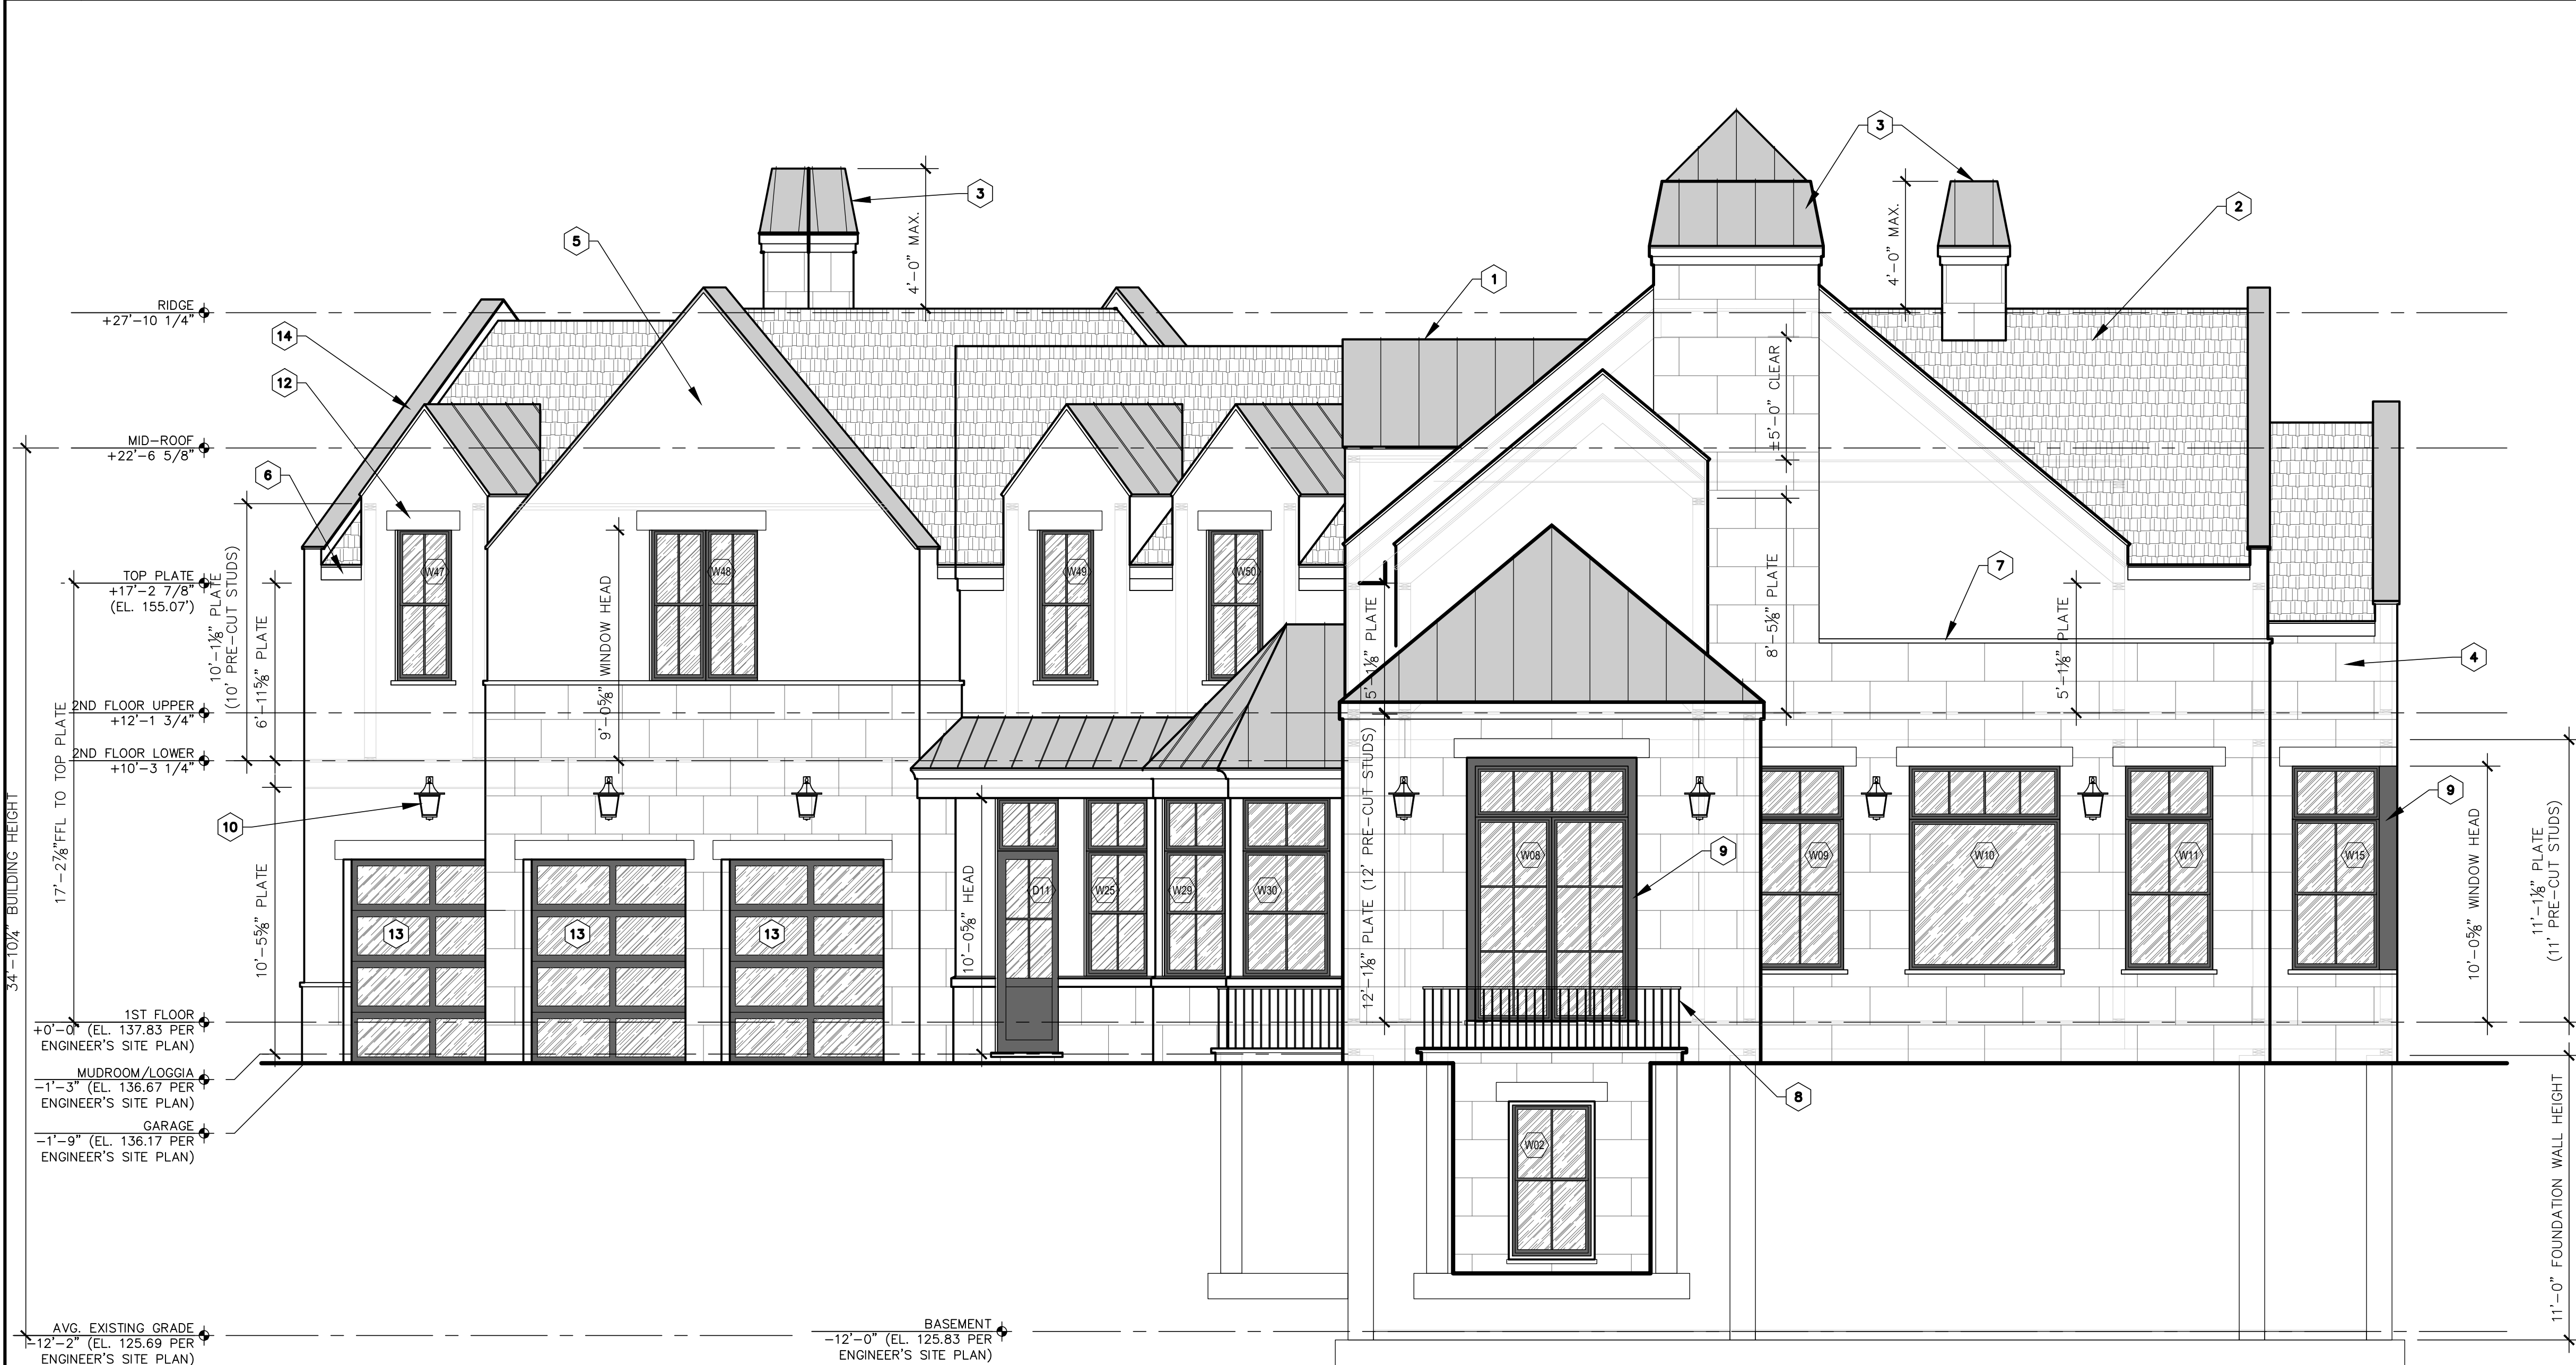 3
3
2
4'-0" MAX.
4'-0" MAX.
5
1
RIDGE
+27'-10 1/4"
14
12
±5'-0" CLEAR
MID-ROOF
+22'-6 5/8"
6
10'-1⅛" PLATE
(10' PRE-CUT STUDS)
TOP PLATE
+17'-2 7/8"
(EL. 155.07')
W47
W48
W49
W50
7
9'-0⅝" WINDOW HEAD
6'-11⅝" PLATE
5'-1⅛" PLATE
8'-5⅛" PLATE
5'-1⅛" PLATE
4
2ND FLOOR UPPER
+12'-1 3/4"
2ND FLOOR LOWER
+10'-3 1/4"
17'-2⅞"FFL TO TOP PLATE
34'-10¼" BUILDING HEIGHT
10
10'-5⅝" PLATE
13
13
13
10'-0⅝" HEAD
D11
W25
W29
W30
12'-1⅛" PLATE (12' PRE-CUT STUDS)
W08
9
W09
W10
W11
W15
9
10'-0⅝" WINDOW HEAD
11'-1⅛" PLATE
(11' PRE-CUT STUDS)
1ST FLOOR
+0'-0" (EL. 137.83 PER
ENGINEER'S SITE PLAN)
MUDROOM/LOGGIA
-1'-3" (EL. 136.67 PER
ENGINEER'S SITE PLAN)
GARAGE
-1'-9" (EL. 136.17 PER
ENGINEER'S SITE PLAN)
8
W02
11'-0" FOUNDATION WALL HEIGHT
AVG. EXISTING GRADE
-12'-2" (EL. 125.69 PER
ENGINEER'S SITE PLAN)
BASEMENT
-12'-0" (EL. 125.83 PER
ENGINEER'S SITE PLAN)